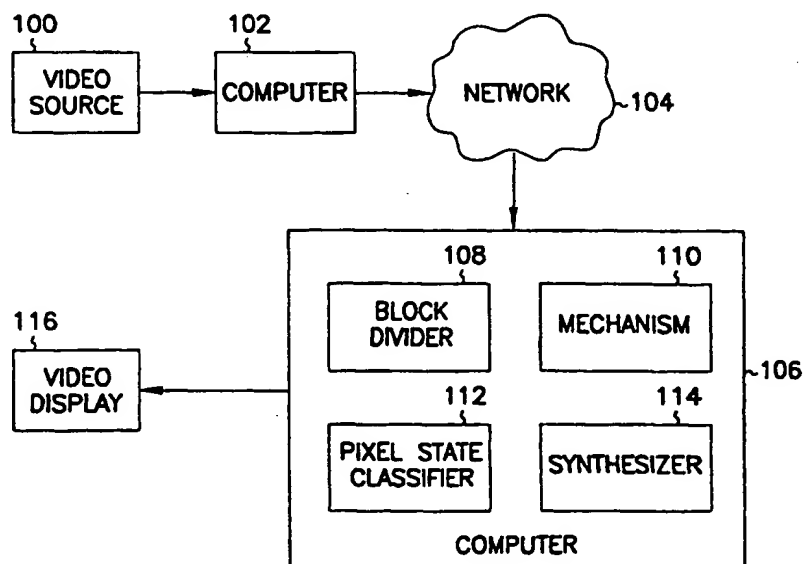 100
VIDEO
SOURCE
102
COMPUTER
NETWORK
104
108
BLOCK
DIVIDER
110
MECHANISM
116
VIDEO
DISPLAY
106
112
PIXEL STATE
CLASSIFIER
114
SYNTHESIZER
COMPUTER